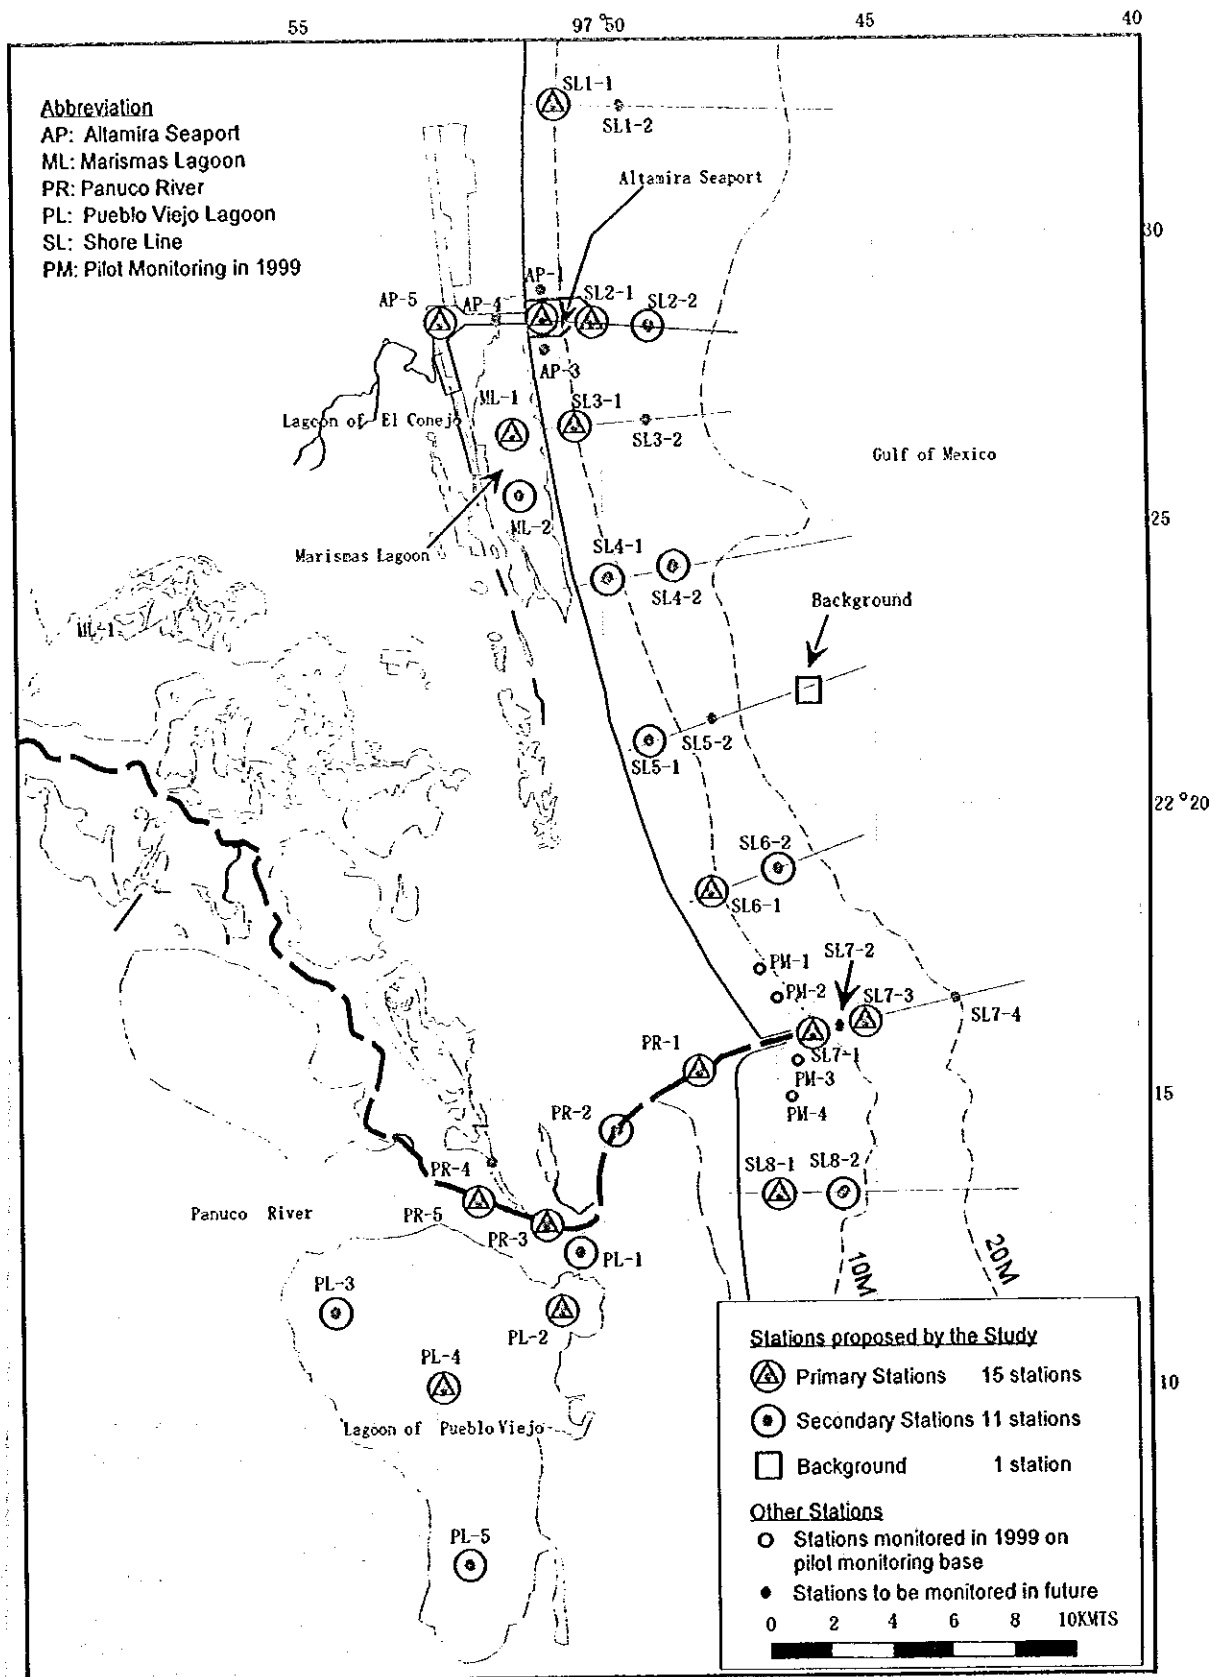 55
97°50
45
40
Abbreviation
AP: Altamira Seaport
ML: Marismas Lagoon
PR: Panuco River
PL: Pueblo Viejo Lagoon
SL: Shore Line
PM: Pilot Monitoring in 1999
SL1-1
SL1-2
Altamira Seaport
30
AP-1
AP-5
AP-4
SL2-1
SL2-2
AP-3
ML-1
SL3-1
Lagoon of El Conejo
SL3-2
Gulf of Mexico
25
ML-2
Marismas Lagoon
SL4-1
SL4-2
Background
ML-1
SL5-2
SL5-1
22°20
SL6-2
SL6-1
SL7-2
PM-1
PM-2
SL7-3
SL7-4
PR-1
SL7-1
PM-3
15
PR-2
PM-4
SL8-1
SL8-2
PR-4
Panuco River
PR-5
PR-3
PL-1
10M
20M
PL-3
PL-2
PL-4
10
Lagoon of Pueblo Viejo
PL-5
Stations proposed by the Study
Primary Stations 15 stations
Secondary Stations 11 stations
Background 1 station
Other Stations
Stations monitored in 1999 on
pilot monitoring base
Stations to be monitored in future
0 2 4 6 8 10KMTS